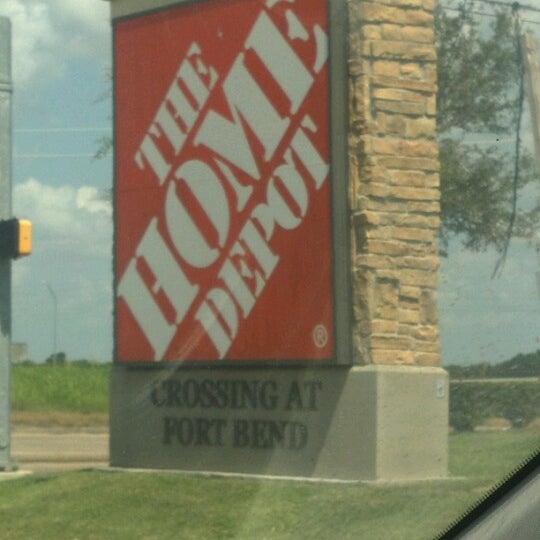 THE
HOME
DEPOT
®
CROSSING AT
FORT BEND